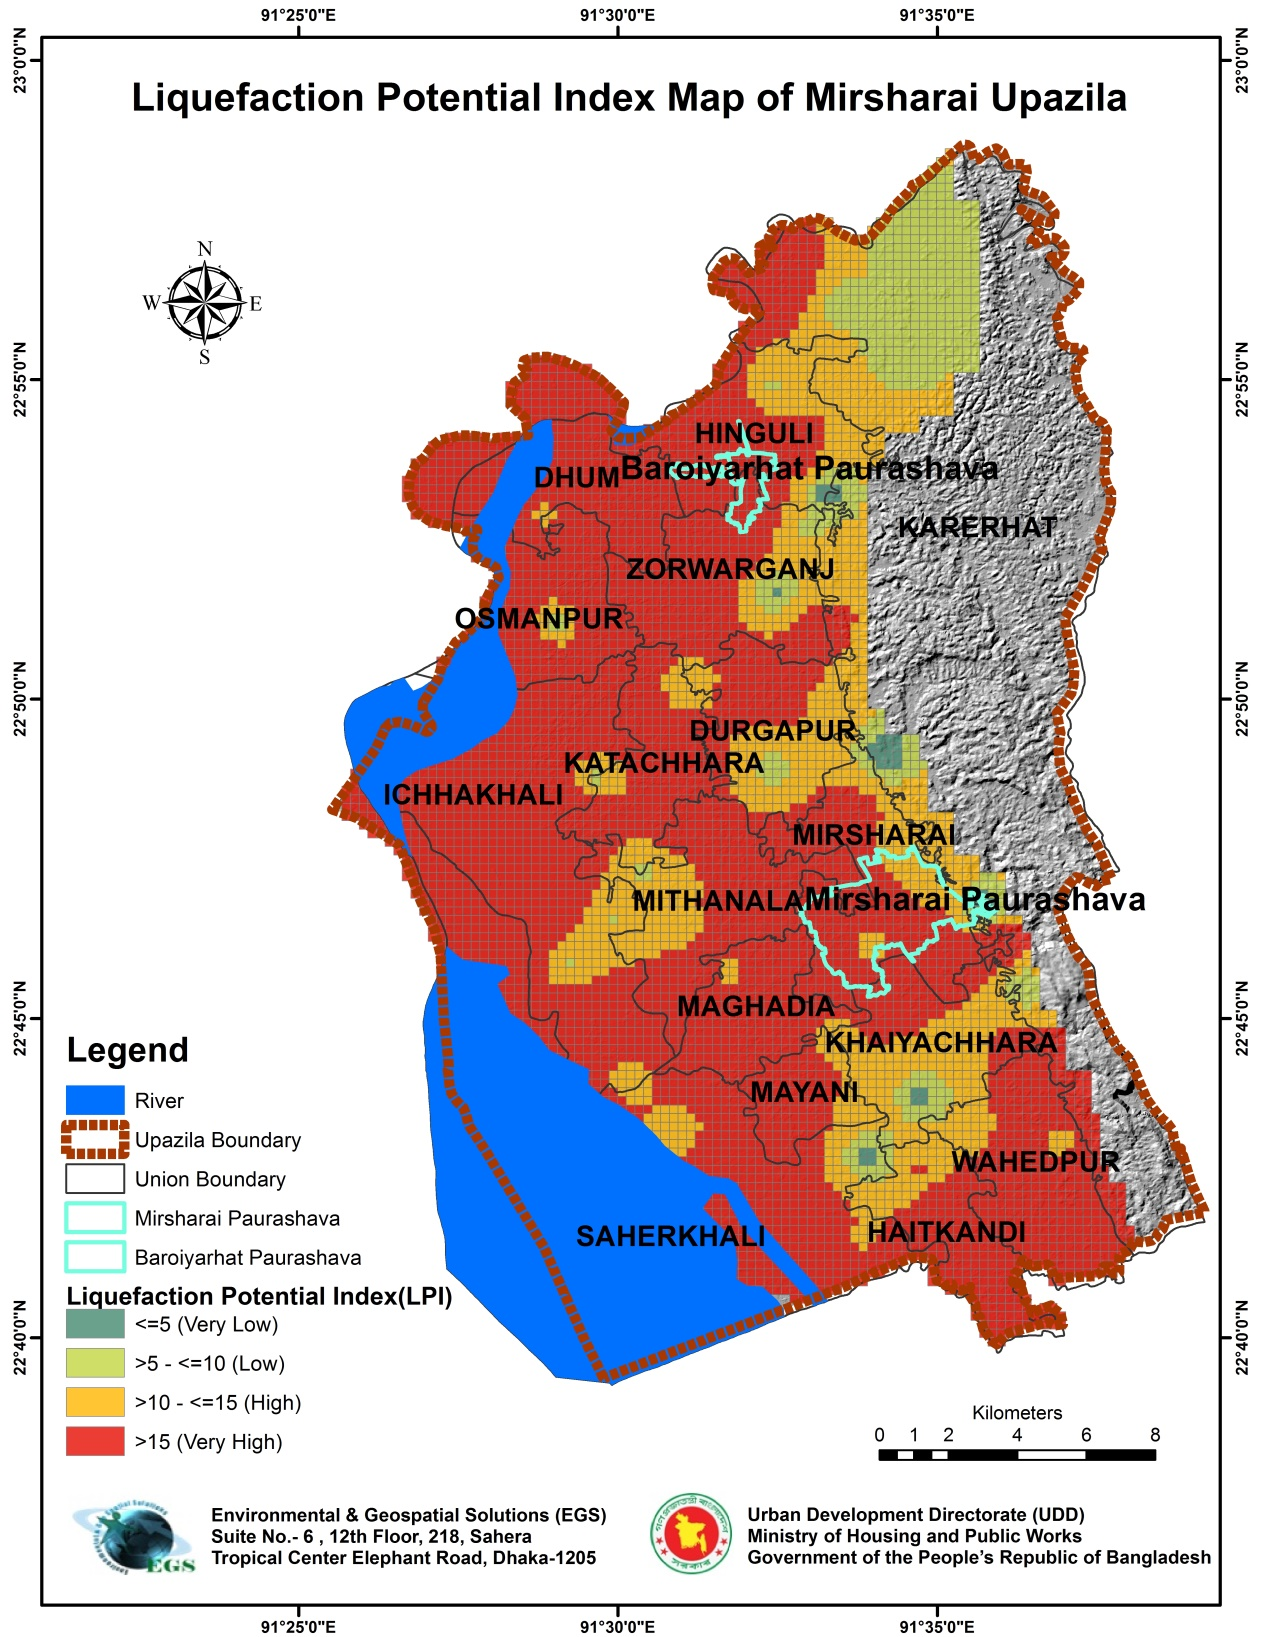 91°25'0"E 91°30'0"E 91°35'0"E
23°0'0"N 23°0'0"N
Liquefaction Potential Index Map of Mirsharai Upazila
N
W E
S
22°55'0"N 22°55'0"N
HINGULI
DHUM
Baroiyarhat Paurashava
KARERHAT
ZORWARGANJ
OSMANPUR
22°50'0"N 22°50'0"N
DURGAPUR
KATACHHARA
ICHHAKHALI
MIRSHARAI
MITHANALA
Mirsharai Paurashava
MAGHADIA
22°45'0"N 22°45'0"N
KHAIYACHHARA
MAYANI
WAHEDPUR
HAITKANDI
SAHERKHALI
22°40'0"N 22°40'0"N
Legend
River
Upazila Boundary
Union Boundary
Mirsharai Paurashava
Baroiyarhat Paurashava
Liquefaction Potential Index(LPI)
<=5 (Very Low)
>5 - <=10 (Low)
>10 - <=15 (High)
>15 (Very High)
Kilometers
0 1 2 4 6 8
EGS
Environmental & Geospatial Solutions (EGS)
Suite No.- 6 , 12th Floor, 218, Sahera
Tropical Center Elephant Road, Dhaka-1205
গণপ্রজাতন্ত্রী বাংলাদেশ
সরকার
Urban Development Directorate (UDD)
Ministry of Housing and Public Works
Government of the People's Republic of Bangladesh
91°25'0"E 91°30'0"E 91°35'0"E